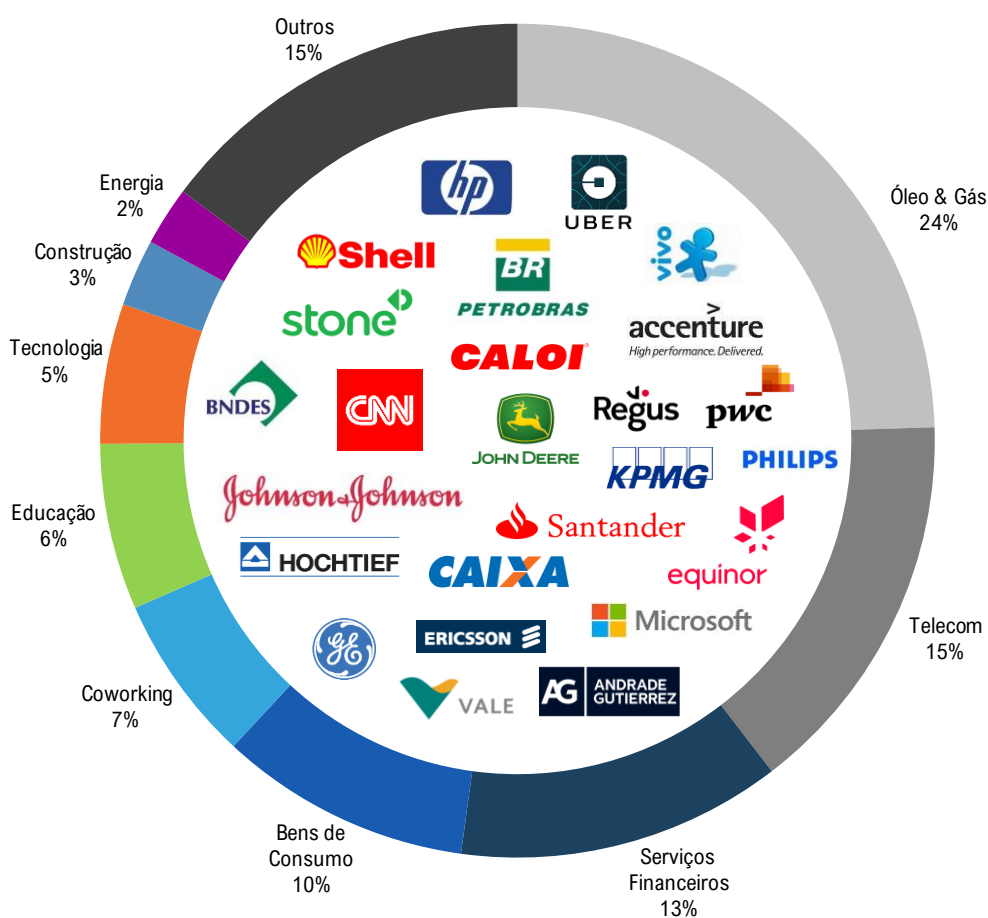 Outros
15%
Energia
2%
Construção
3%
Tecnologia
5%
Educação
6%
Coworking
7%
Bens de
Consumo
10%
Serviços
Financeiros
13%
Telecom
15%
Óleo & Gás
24%
hp
UBER
Shell
BR
PETROBRAS
vivo
stone
accenture
High performance. Delivered.
CALOI
BNDES
CNN
JOHN DEERE
Regus
pwc
KPMG
PHILIPS
Johnson & Johnson
Santander
HOCHTIEF
CAIXA
equinor
GE
ERICSSON
Microsoft
VALE
AG
ANDRADE
GUTIERREZ